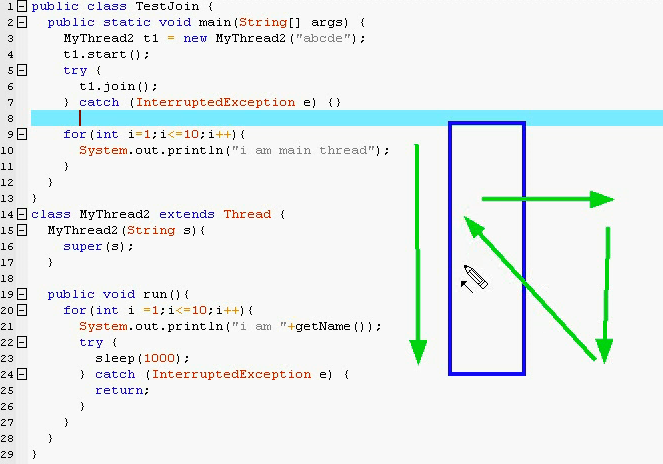 1 public class TestJoin {
2   public static void main(String[] args) {
3     MyThread2 t1 = new MyThread2("abcde");
4     t1.start();
5     try {
6       t1.join();
7     } catch (InterruptedException e) {}
8
9     for(int i=1;i<=10;i++){
10       System.out.println("i am main thread");
11     }
12   }
13 }
14 class MyThread2 extends Thread {
15   MyThread2(String s){
16     super(s);
17   }
18
19   public void run(){
20     for(int i =1;i<=10;i++){
21       System.out.println("i am "+getName());
22       try {
23         sleep(1000);
24       } catch (InterruptedException e) {
25         return;
26       }
27     }
28   }
29 }